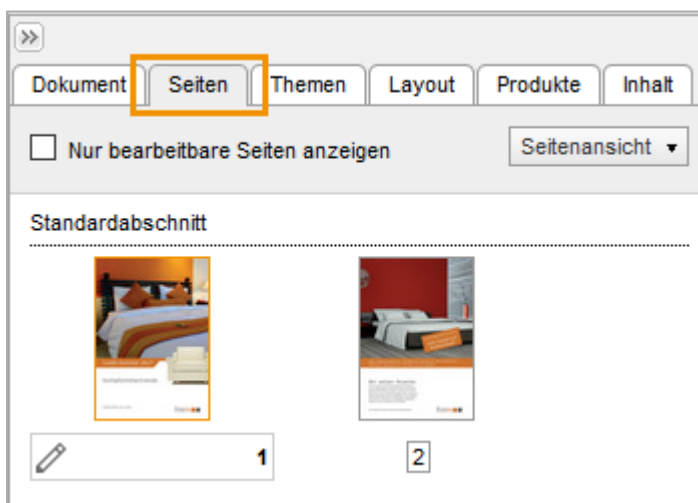 Dokument Seiten Themen Layout Produkte Inhalt
Nur bearbeitbare Seiten anzeigen Seitenansicht
Standardabschnitt
1 2